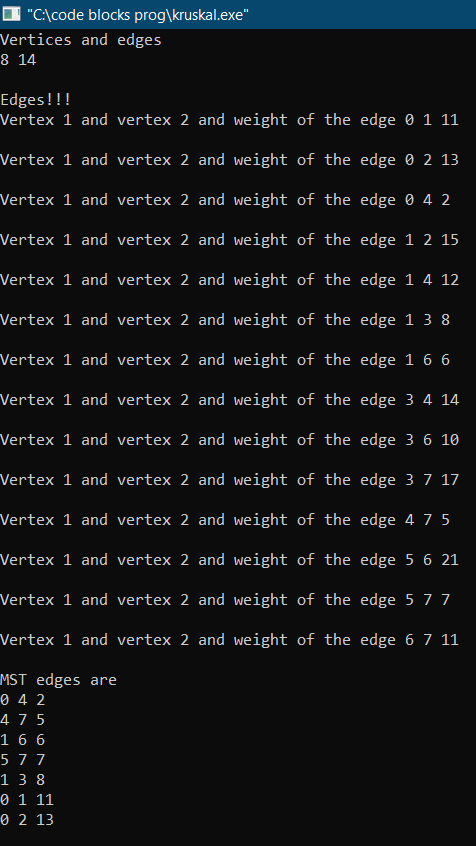 "C:\code blocks prog\kruskal.exe"
Vertices and edges
8 14
Edges!!!
Vertex 1 and vertex 2 and weight of the edge 0 1 11
Vertex 1 and vertex 2 and weight of the edge 0 2 13
Vertex 1 and vertex 2 and weight of the edge 0 4 2
Vertex 1 and vertex 2 and weight of the edge 1 2 15
Vertex 1 and vertex 2 and weight of the edge 1 4 12
Vertex 1 and vertex 2 and weight of the edge 1 3 8
Vertex 1 and vertex 2 and weight of the edge 1 6 6
Vertex 1 and vertex 2 and weight of the edge 3 4 14
Vertex 1 and vertex 2 and weight of the edge 3 6 10
Vertex 1 and vertex 2 and weight of the edge 3 7 17
Vertex 1 and vertex 2 and weight of the edge 4 7 5
Vertex 1 and vertex 2 and weight of the edge 5 6 21
Vertex 1 and vertex 2 and weight of the edge 5 7 7
Vertex 1 and vertex 2 and weight of the edge 6 7 11
MST edges are
0 4 2
4 7 5
1 6 6
5 7 7
1 3 8
0 1 11
0 2 13